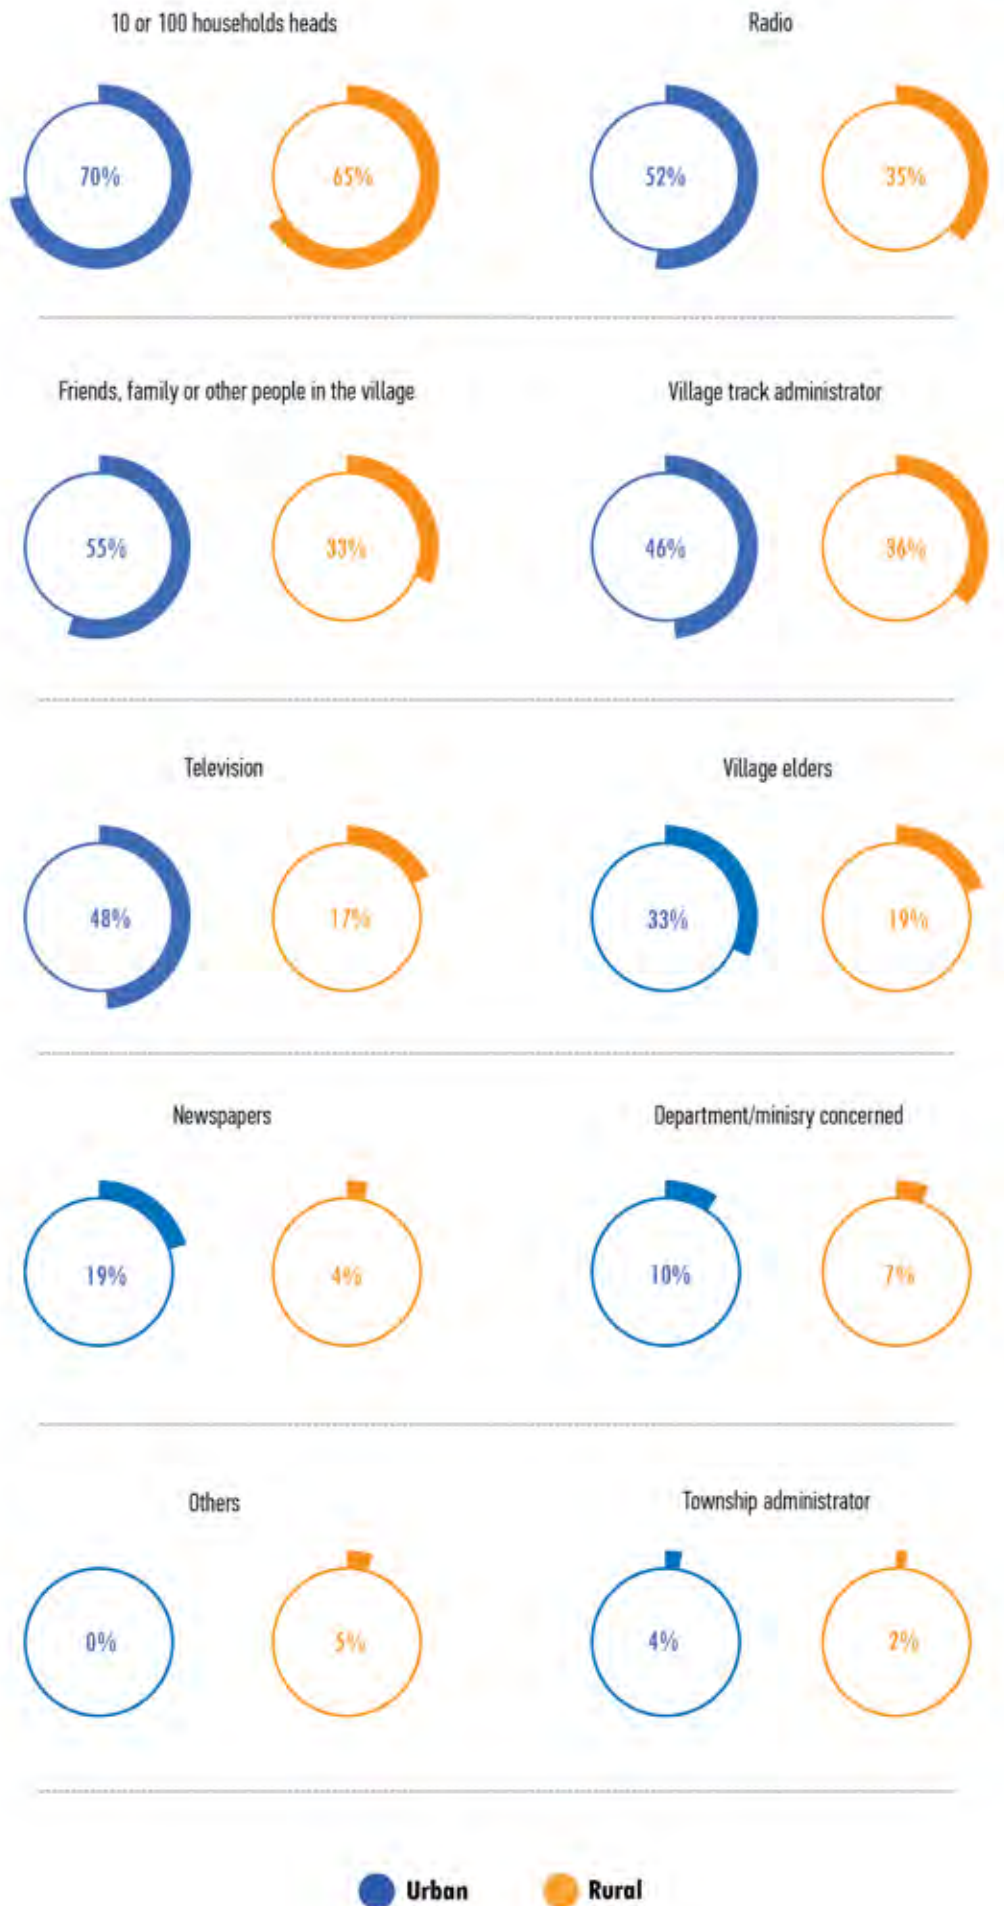 10 or 100 households heads
Radio
70%
65%
52%
35%
Friends, family or other people in the village
Village track administrator
55%
33%
46%
36%
Television
Village elders
48%
17%
33%
19%
Newspapers
Department/minisry concerned
19%
4%
10%
7%
Others
Township administrator
0%
5%
4%
2%
Urban
Rural